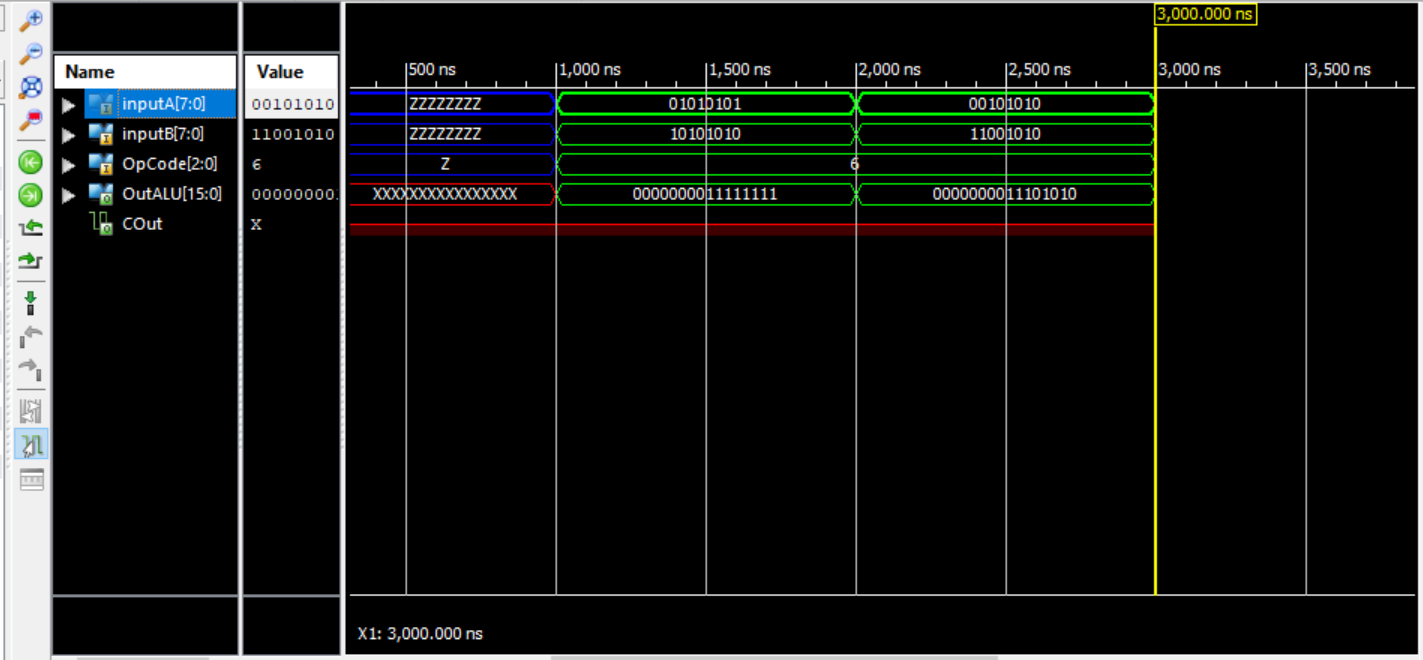 3,000.000 ns
Name Value 500 ns 1,000 ns 1,500 ns 2,000 ns 2,500 ns 3,000 ns 3,500 ns
inputA[7:0] 00101010 ZZZZZZZZ 01010101 00101010
inputB[7:0] 11001010 ZZZZZZZZ 10101010 11001010
OpCode[2:0] 6 Z 6
OutALU[15:0] 000000001 XXXXXXXXXXXXXXXX 0000000011111111 0000000011101010
COut X
X1: 3,000.000 ns